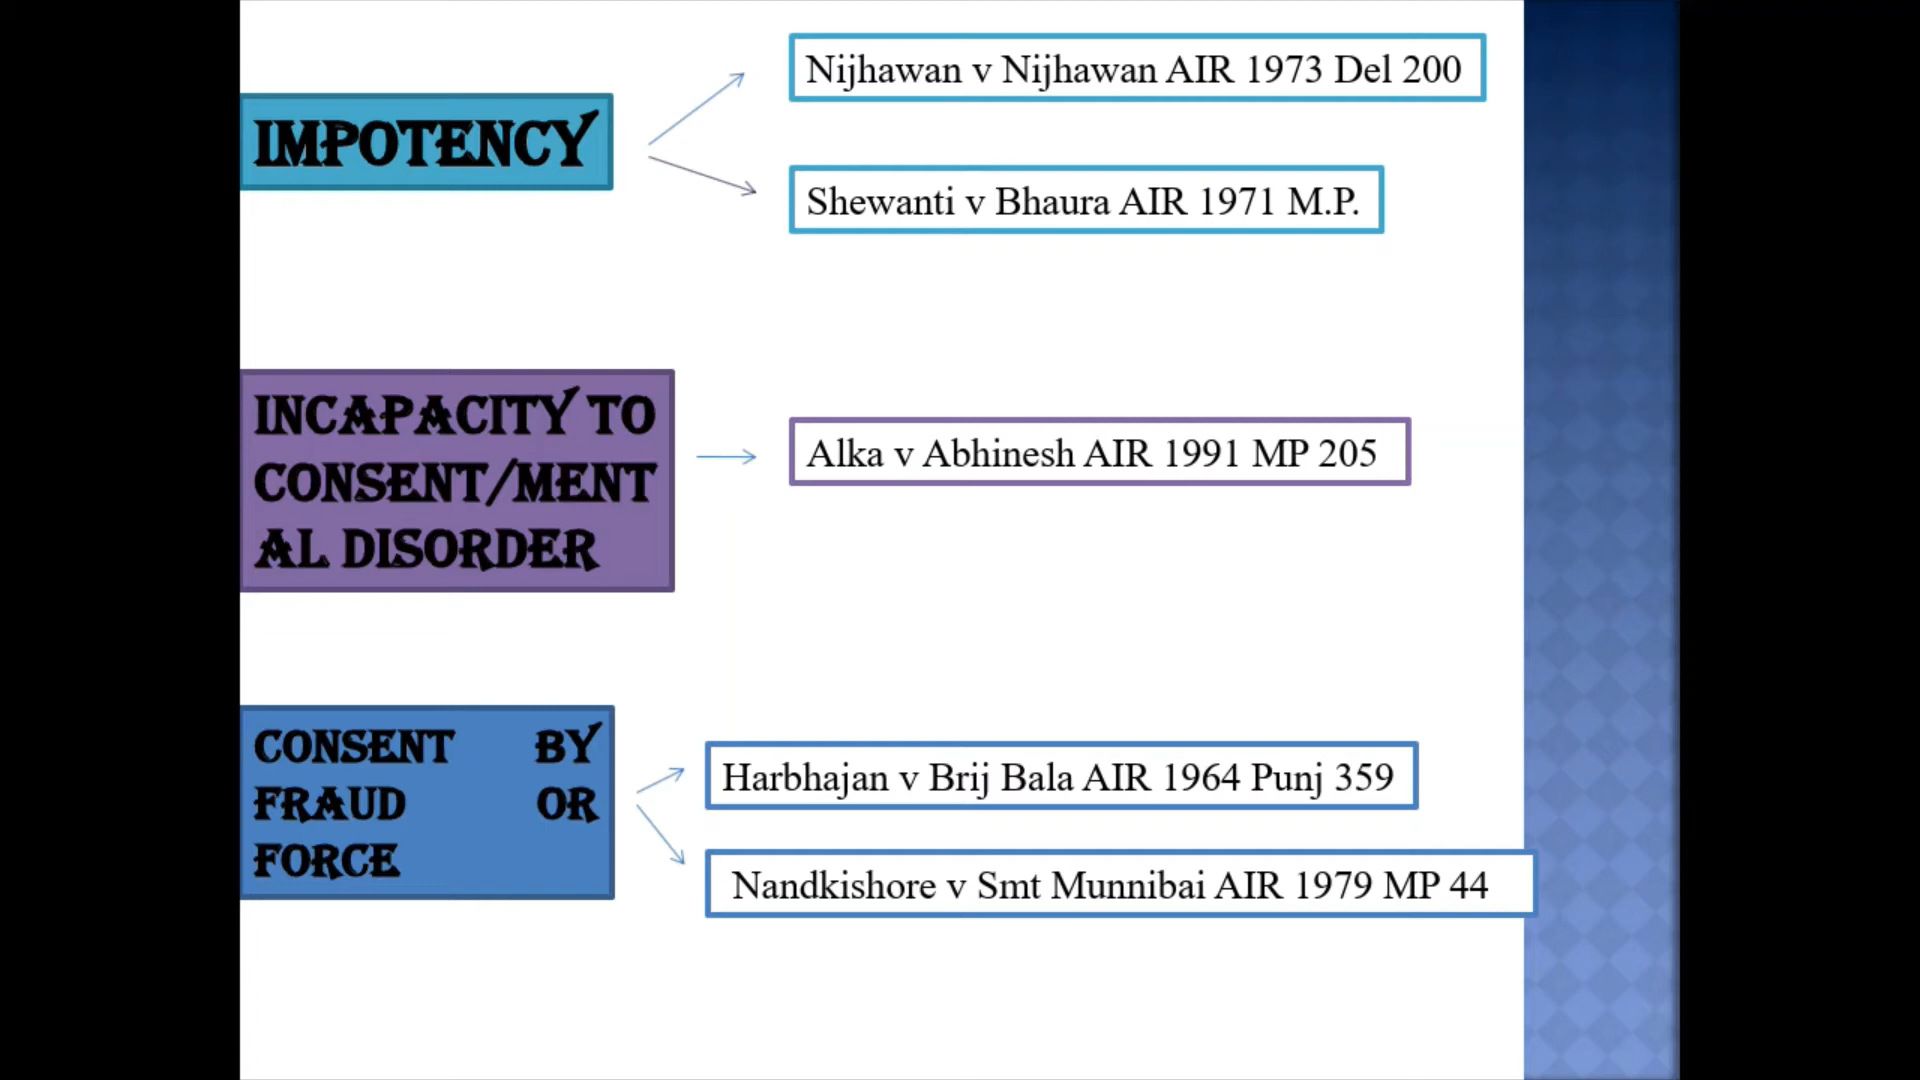 IMPOTENCY
Nijhawan v Nijhawan AIR 1973 Del 200
Shewanti v Bhaura AIR 1971 M.P.
INCAPACITY TO
CONSENT/MENT
AL DISORDER
Alka v Abhinesh AIR 1991 MP 205
CONSENT BY
FRAUD OR
FORCE
Harbhajan v Brij Bala AIR 1964 Punj 359
Nandkishore v Smt Munnibai AIR 1979 MP 44